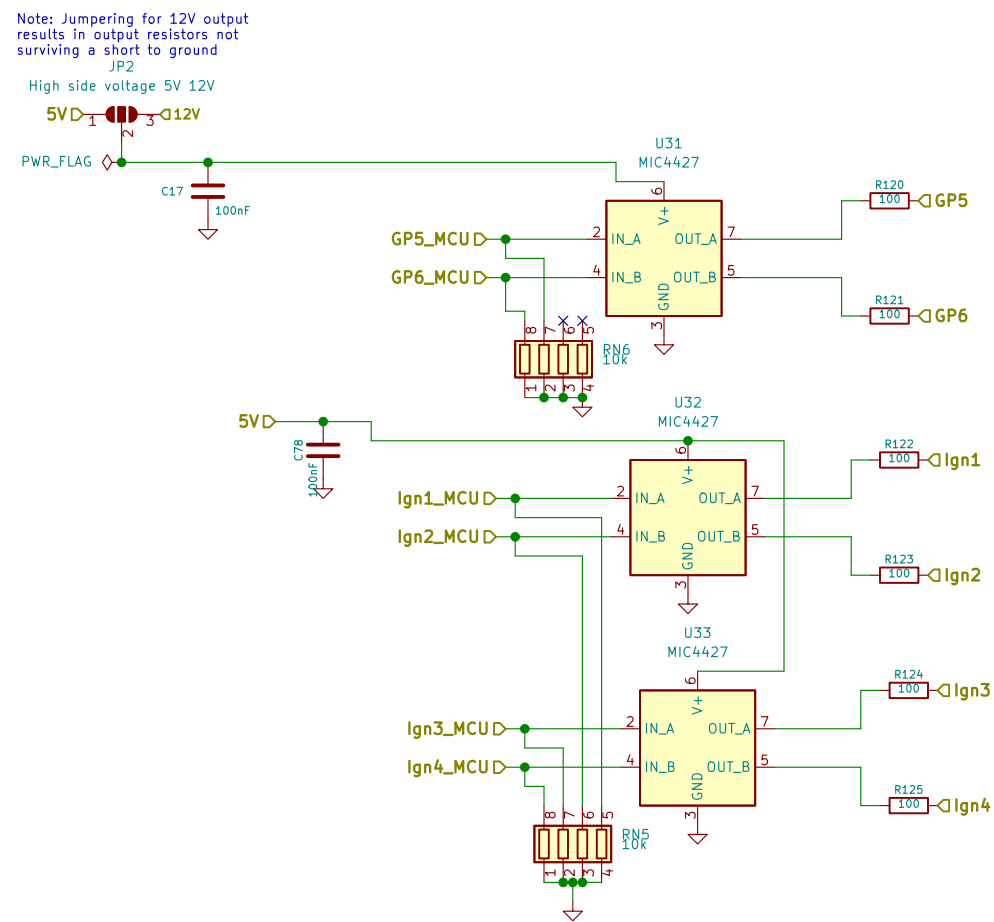 Note: Jumpering for 12V output
results in output resistors not
surviving a short to ground
JP2
High side voltage 5V 12V
5V 1 3 12V
2
PWR_FLAG
C17
100nF
U31
MIC4427
6
V+
GP5_MCU 2 IN_A OUT_A 7
GP6_MCU 4 IN_B OUT_B 5
GND
3
R120
100
GP5
R121
100
GP6
8 7 6 5
RN6
10k
1 2 3 4
5V
C78
100nF
U32
MIC4427
6
V+
Ign1_MCU 2 IN_A OUT_A 7
Ign2_MCU 4 IN_B OUT_B 5
GND
3
R122
100
Ign1
R123
100
Ign2
U33
MIC4427
6
V+
Ign3_MCU 2 IN_A OUT_A 7
Ign4_MCU 4 IN_B OUT_B 5
GND
3
R124
100
Ign3
R125
100
Ign4
8 7 6 5
RN5
10k
1 2 3 4